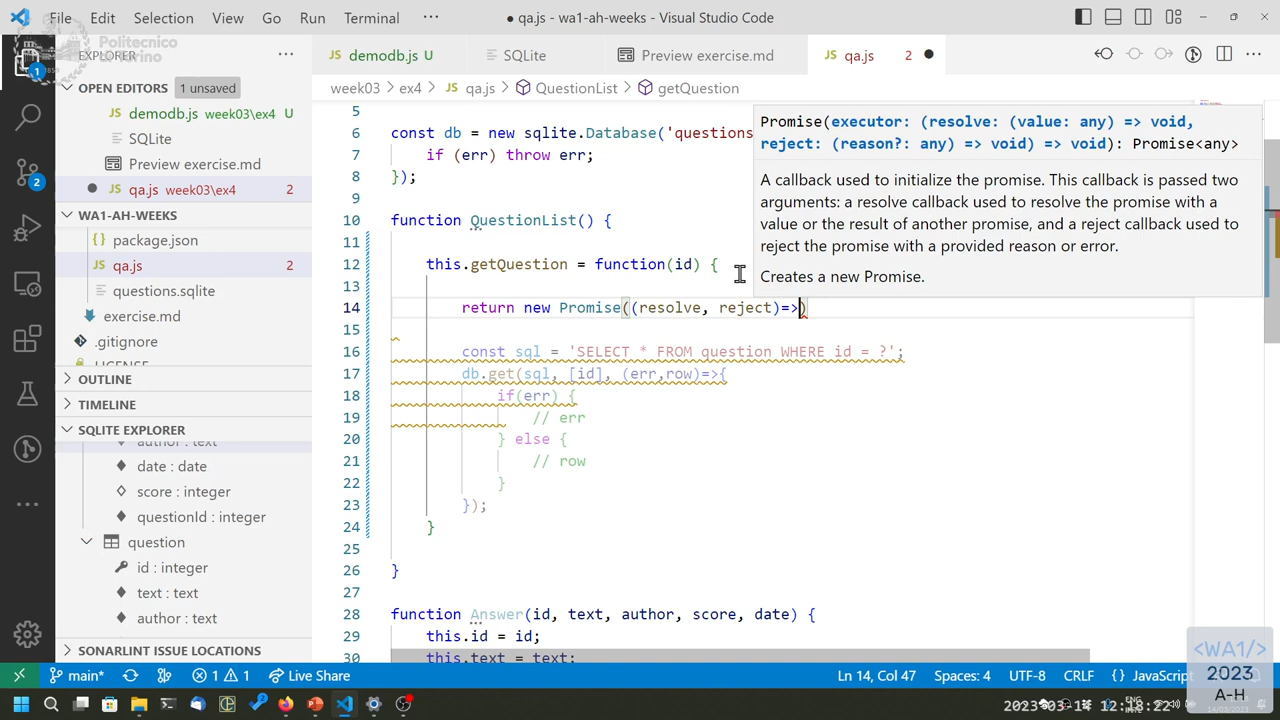 File Edit Selection View Go Run Terminal ··· ● qa.js - wa1-ah-weeks - Visual Studio Code
Politecnico
di Torino
EXPLORER ···
JS demodb.js U
SQLite
Preview exercise.md
JS qa.js 2 ●
OPEN EDITORS 1 unsaved
JS demodb.js week03\ex4 U
SQLite
Preview exercise.md
● JS qa.js week03\ex4 2
WA1-AH-WEEKS
{} package.json
JS qa.js 2
questions.sqlite
exercise.md
.gitignore
LICENSE
OUTLINE
TIMELINE
SQLITE EXPLORER
author : text
date : date
score : integer
questionId : integer
question
id : integer
text : text
author : text
SONARLINT ISSUE LOCATIONS
week03 > ex4 > JS qa.js > QuestionList > getQuestion
5
6 const db = new sqlite.Database('questions
7 if (err) throw err;
8 });
9
10 function QuestionList() {
11
12 this.getQuestion = function(id) {
13
14 return new Promise((resolve, reject)=>)
15
16 const sql = 'SELECT * FROM question WHERE id = ?';
17 db.get(sql, [id], (err,row)=>{
18 if(err) {
19 // err
20 } else {
21 // row
22 }
23 });
24 }
25
26 }
27
28 function Answer(id, text, author, score, date) {
29 this.id = id;
30 this.text = text;
Promise(executor: (resolve: (value: any) => void,
reject: (reason?: any) => void) => void): Promise<any>
A callback used to initialize the promise. This callback is passed two
arguments: a resolve callback used to resolve the promise with a
value or the result of another promise, and a reject callback used to
reject the promise with a provided reason or error.
Creates a new Promise.
<WA1/>
2023
A-H
main* 1 1 Live Share Ln 14, Col 47 Spaces: 4 UTF-8 CRLF {} JavaScript